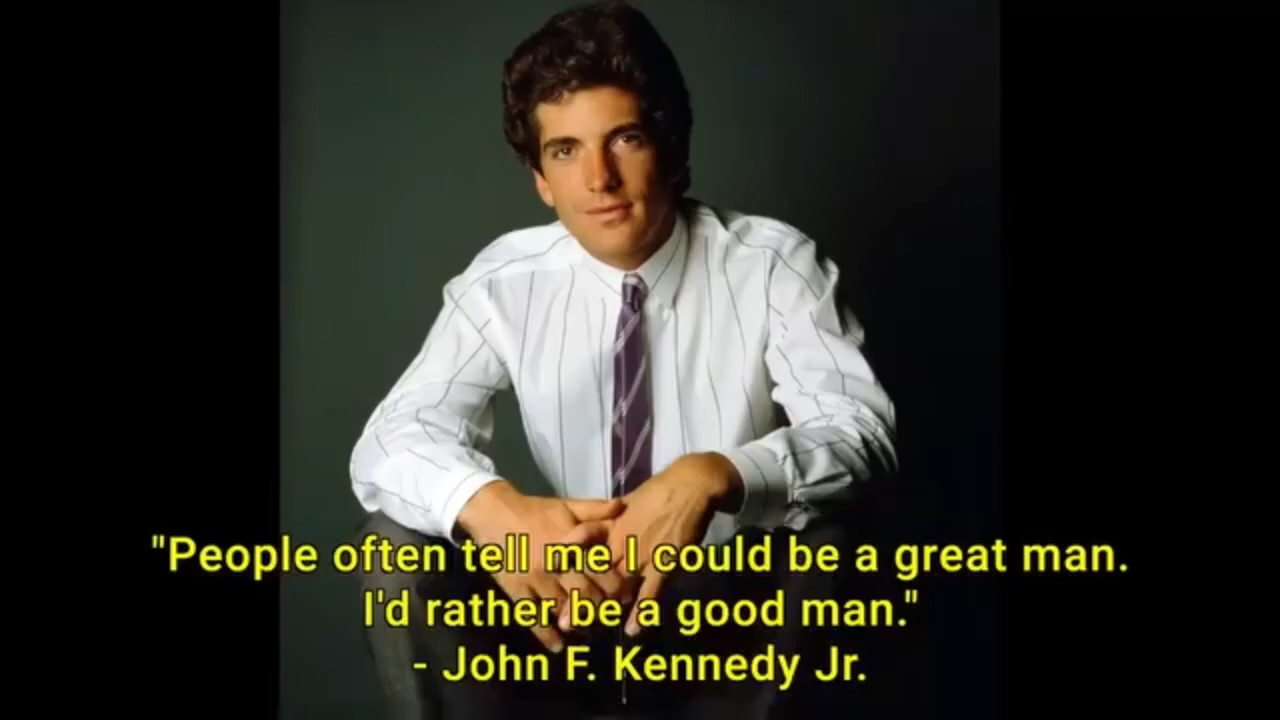 "People often tell me I could be a great man.
I'd rather be a good man."
- John F. Kennedy Jr.